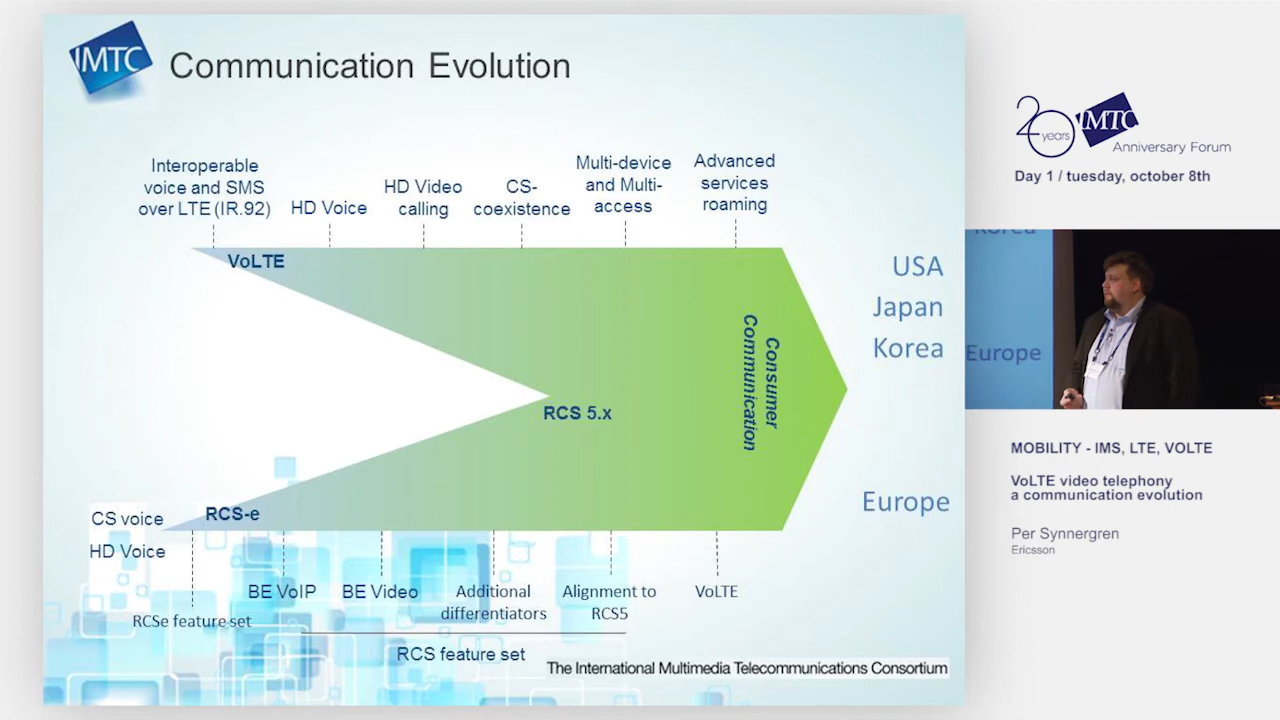 IMTC
Communication Evolution
Interoperable
voice and SMS
over LTE (IR.92)
HD Voice
HD Video
calling
CS-
coexistence
Multi-device
and Multi-
access
Advanced
services
roaming
VoLTE
RCS 5.x
Consumer
Communication
RCS-e
CS voice
HD Voice
USA
Japan
Korea
Europe
RCSe feature set
BE VoIP
BE Video
Additional
differentiators
Alignment to
RCS5
VoLTE
RCS feature set
The International Multimedia Telecommunications Consortium
20 years IMTC
Anniversary Forum
Day 1 / tuesday, october 8th
Korea
Europe
MOBILITY - IMS, LTE, VOLTE
VoLTE video telephony
a communication evolution
Per Synnergren
Ericsson